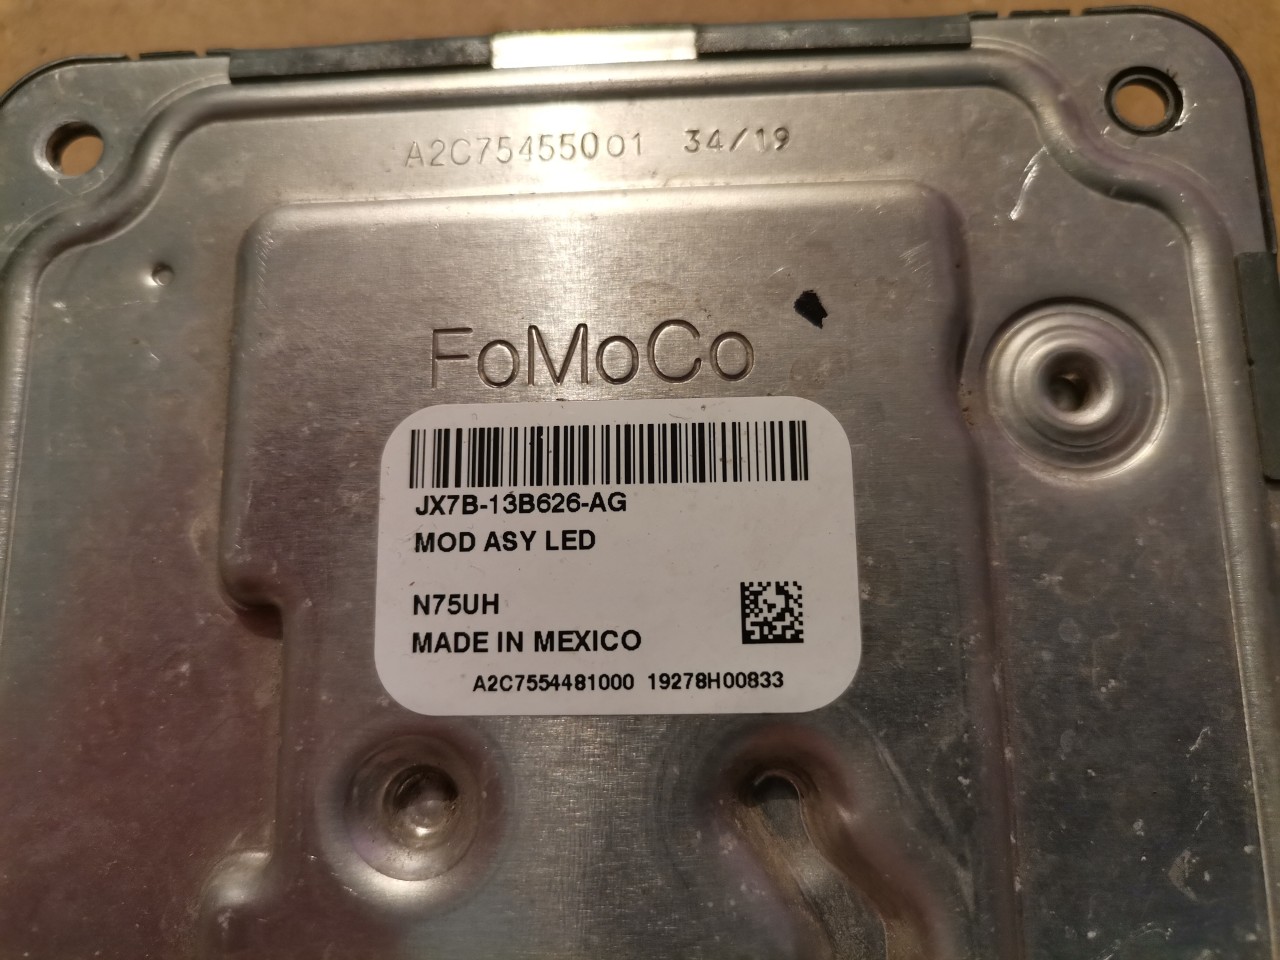 A2C75455001 34/19
FoMoCo
JX7B-13B626-AG
MOD ASY LED
N75UH
MADE IN MEXICO
A2C7554481000 19278H00833